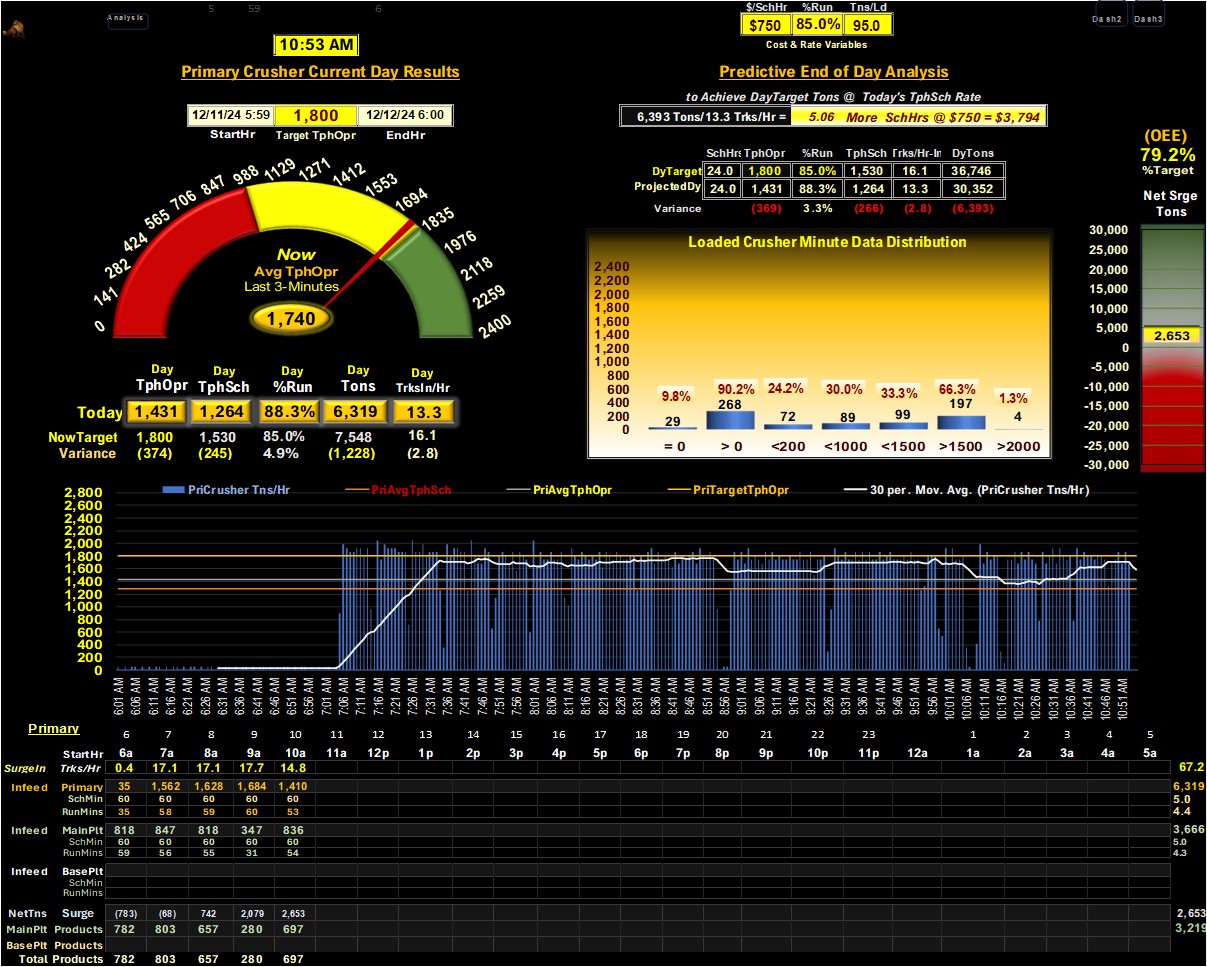 5 59 6
Analysis
$/SchHr %Run Tns/Ld
$750 85.0% 95.0
Cost & Rate Variables
Dash2 Dash3
10:53 AM
Primary Crusher Current Day Results
Predictive End of Day Analysis
12/11/24 5:59 1,800 12/12/24 6:00
StartHr Target TphOpr EndHr
to Achieve DayTarget Tons @ Today's TphSch Rate
6,393 Tons/13.3 Trks/Hr = 5.06 More SchHrs @ $750 = $3,794
(OEE)
79.2%
%Target
SchHrs TphOpr %Run TphSch Trks/Hr-In DyTons
DyTarget 24.0 1,800 85.0% 1,530 16.1 36,746
ProjectedDy 24.0 1,431 88.3% 1,264 13.3 30,352
Variance (369) 3.3% (266) (2.8) (6,393)
0 141 282 424 565 706 847 988 1129 1271 1412 1553 1694 1835 1976 2118 2259 2400
Now
Avg TphOpr
Last 3-Minutes
1,740
Loaded Crusher Minute Data Distribution
2,400
2,200
2,000
1,800
1,600
1,400
1,200
1,000
800
600
400
200
0
9.8% 90.2% 24.2% 30.0% 33.3% 66.3% 1.3%
29 268 72 89 99 197 4
= 0 > 0 <200 <1000 <1500 >1500 >2000
Net Srge
Tons
30,000
25,000
20,000
15,000
10,000
5,000
2,653
0
-5,000
-10,000
-15,000
-20,000
-25,000
-30,000
Day Day Day Day Day
TphOpr TphSch %Run Tons TrksIn/Hr
Today 1,431 1,264 88.3% 6,319 13.3
NowTarget 1,800 1,530 85.0% 7,548 16.1
Variance (374) (245) 4.9% (1,228) (2.8)
PriCrusher Tns/Hr PriAvgTphSch PriAvgTphOpr PriTargetTphOpr 30 per. Mov. Avg. (PriCrusher Tns/Hr)
2,800
2,600
2,400
2,200
2,000
1,800
1,600
1,400
1,200
1,000
800
600
400
200
0
6:01 AM 6:06 AM 6:11 AM 6:16 AM 6:21 AM 6:26 AM 6:31 AM 6:36 AM 6:41 AM 6:46 AM 6:51 AM 6:56 AM 7:01 AM 7:06 AM 7:11 AM 7:16 AM 7:21 AM 7:26 AM 7:31 AM 7:36 AM 7:41 AM 7:46 AM 7:51 AM 7:56 AM 8:01 AM 8:06 AM 8:11 AM 8:16 AM 8:21 AM 8:26 AM 8:31 AM 8:36 AM 8:41 AM 8:46 AM 8:51 AM 8:56 AM 9:01 AM 9:06 AM 9:11 AM 9:16 AM 9:21 AM 9:26 AM 9:31 AM 9:36 AM 9:41 AM 9:46 AM 9:51 AM 9:56 AM 10:01 AM 10:06 AM 10:11 AM 10:16 AM 10:21 AM 10:26 AM 10:31 AM 10:36 AM 10:41 AM 10:46 AM 10:51 AM
Primary
6 7 8 9 10 11 12 13 14 15 16 17 18 19 20 21 22 23 1 2 3 4 5
StartHr 6a 7a 8a 9a 10a 11a 12p 1p 2p 3p 4p 5p 6p 7p 8p 9p 10p 11p 12a 1a 2a 3a 4a 5a
SurgeIn Trks/Hr 0.4 17.1 17.1 17.7 14.8 67.2
Infeed Primary 35 1,562 1,628 1,684 1,410 6,319
SchMin 60 60 60 60 60 5.0
RunMins 35 58 59 60 53 4.4
Infeed MainPlt 818 847 818 347 836 3,666
SchMin 60 60 60 60 60 5.0
RunMins 59 56 55 31 54 4.3
Infeed BasePlt
SchMin
RunMins
NetTns Surge (783) (68) 742 2,079 2,653 2,653
MainPlt Products 782 803 657 280 697 3,219
BasePlt Products
Total Products 782 803 657 280 697